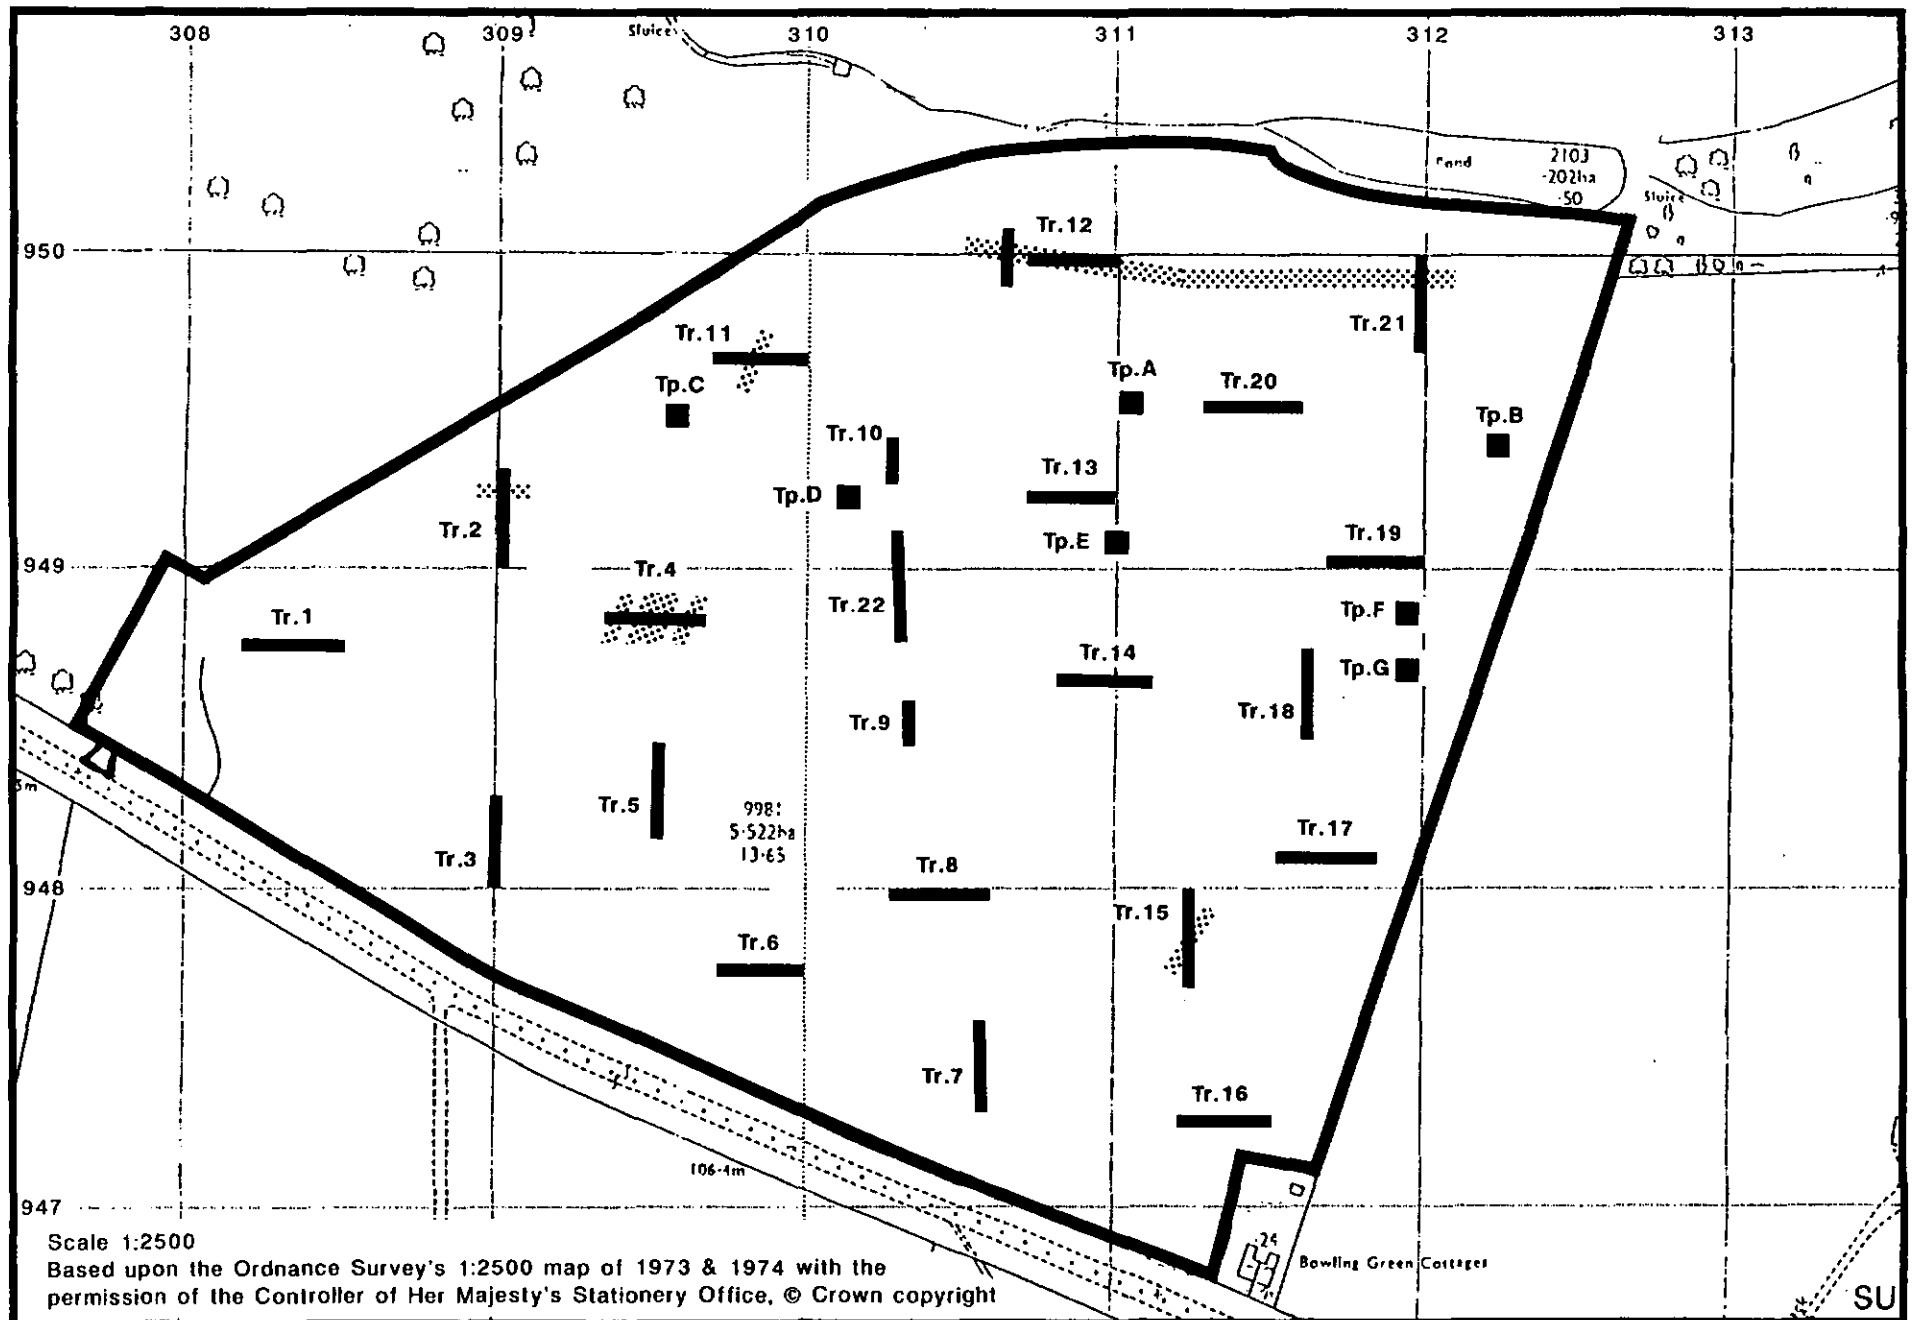 308 309 310 311 312 313
Sluice
2103
·202ha
·50
Sluice
950
Tr.12
Tr.21
Tr.11
Tp.C
Tp.A
Tr.20
Tp.B
Tr.10
Tr.13
Tp.D
Tr.2
Tp.E
Tr.19
949
Tr.4
Tr.1
Tr.22
Tp.F
Tr.14
Tp.G
Tr.18
Tr.9
Tr.5
5·522ha
13·65
Tr.17
Tr.3
Tr.8
948
Tr.15
Tr.6
Tr.7
Tr.16
106·4m
947
·24
Bowling Green Cottages
Scale 1:2500
Based upon the Ordnance Survey's 1:2500 map of 1973 & 1974 with the
permission of the Controller of Her Majesty's Stationery Office, © Crown copyright
SU